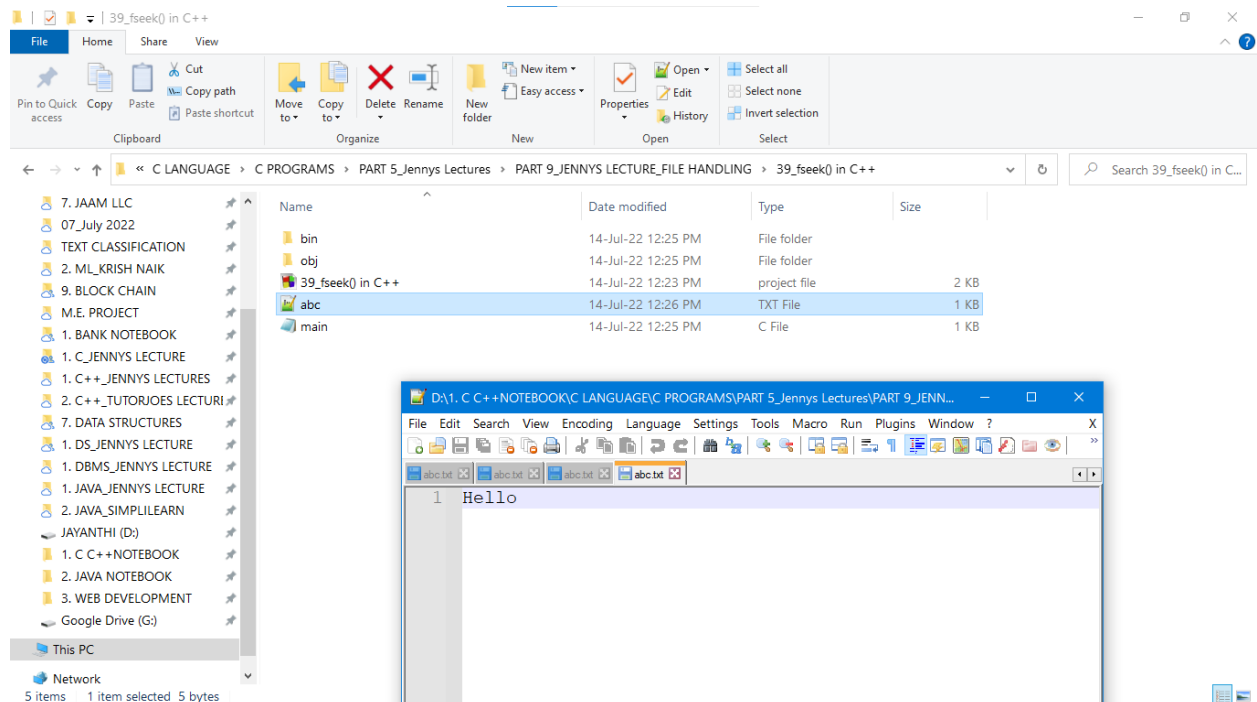 39_fseek() in C++
File Home Share View
Pin to Quick access
Copy
Paste
Cut
Copy path
Paste shortcut
Clipboard
Move to
Copy to
Delete
Rename
Organize
New folder
New item
Easy access
New
Properties
Open
Edit
History
Open
Select all
Select none
Invert selection
Select
« C LANGUAGE > C PROGRAMS > PART 5_Jennys Lectures > PART 9_JENNYS LECTURE_FILE HANDLING > 39_fseek() in C++
Search 39_fseek() in C...
7. JAAM LLC
07_July 2022
TEXT CLASSIFICATION
2. ML_KRISH NAIK
9. BLOCK CHAIN
M.E. PROJECT
1. BANK NOTEBOOK
1. C_JENNYS LECTURE
1. C++_JENNYS LECTURES
2. C++_TUTORJOES LECTURE
7. DATA STRUCTURES
1. DS_JENNYS LECTURE
1. DBMS_JENNYS LECTURE
1. JAVA_JENNYS LECTURE
2. JAVA_SIMPLILEARN
JAYANTHI (D:)
1. C C++NOTEBOOK
2. JAVA NOTEBOOK
3. WEB DEVELOPMENT
Google Drive (G:)
This PC
Network
Name Date modified Type Size
bin 14-Jul-22 12:25 PM File folder
obj 14-Jul-22 12:25 PM File folder
39_fseek() in C++ 14-Jul-22 12:23 PM project file 2 KB
abc 14-Jul-22 12:26 PM TXT File 1 KB
main 14-Jul-22 12:25 PM C File 1 KB
D:\1. C C++NOTEBOOK\C LANGUAGE\C PROGRAMS\PART 5_Jennys Lectures\PART 9_JENN...
File Edit Search View Encoding Language Settings Tools Macro Run Plugins Window ? X
abc.txt abc.txt abc.txt abc.txt
1 Hello
5 items 1 item selected 5 bytes